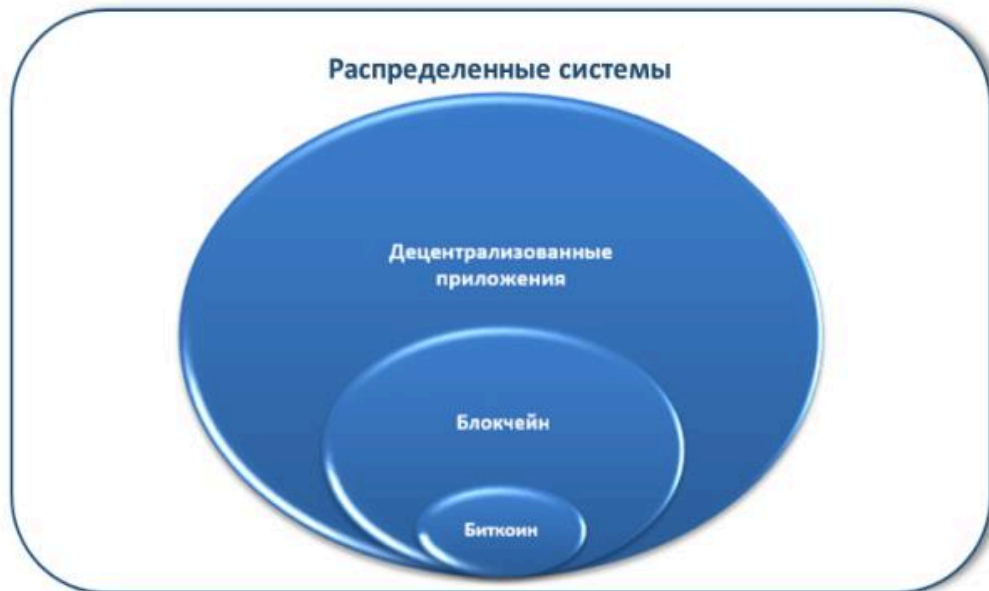 Распределенные системы
Децентрализованные
приложения
Блокчейн
Биткоин